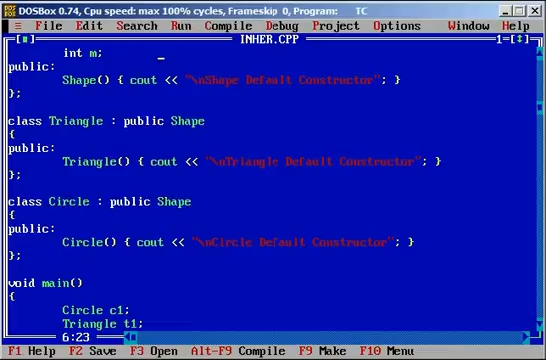 DOSBox 0.74, Cpu speed: max 100% cycles, Frameskip 0, Program: TC
≡ File Edit Search Run Compile Debug Project Options Window Help
[■] INHER.CPP 1=[↕]
int m;
public:
Shape() { cout << "\nShape Default Constructor"; }
};
class Triangle : public Shape
{
public:
Triangle() { cout << "\nTriangle Default Constructor"; }
};
class Circle : public Shape
{
public:
Circle() { cout << "\nCircle Default Constructor"; }
};
void main()
{
Circle c1;
Triangle t1;
6:23
F1 Help F2 Save F3 Open Alt-F9 Compile F9 Make F10 Menu